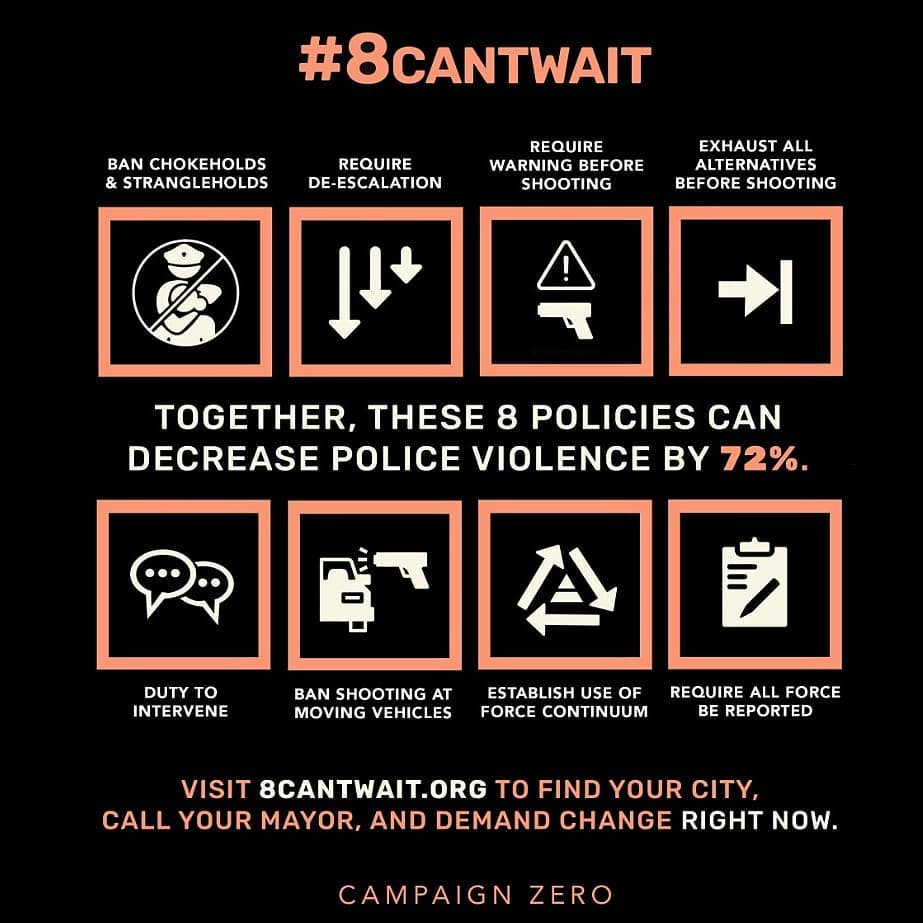 #8CANTWAIT
BAN CHOKEHOLDS
& STRANGLEHOLDS
REQUIRE
DE-ESCALATION
REQUIRE
WARNING BEFORE
SHOOTING
EXHAUST ALL
ALTERNATIVES
BEFORE SHOOTING
TOGETHER, THESE 8 POLICIES CAN
DECREASE POLICE VIOLENCE BY 72%.
DUTY TO
INTERVENE
BAN SHOOTING AT
MOVING VEHICLES
ESTABLISH USE OF
FORCE CONTINUUM
REQUIRE ALL FORCE
BE REPORTED
VISIT 8CANTWAIT.ORG TO FIND YOUR CITY,
CALL YOUR MAYOR, AND DEMAND CHANGE RIGHT NOW.
CAMPAIGN ZERO